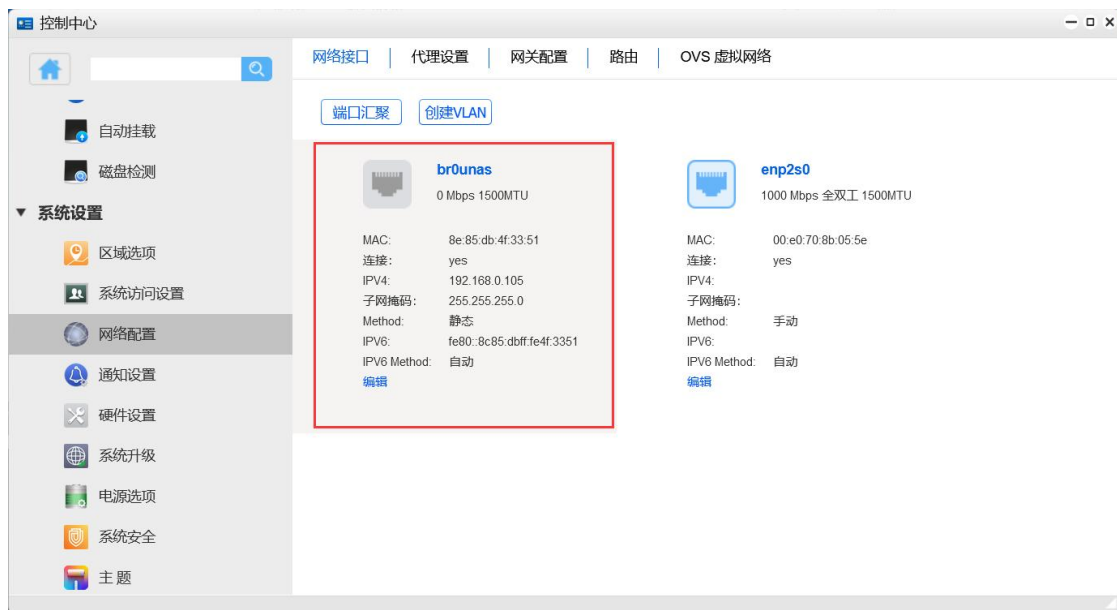 控制中心
网络接口 代理设置 网关配置 路由 OVS 虚拟网络
端口汇聚 创建VLAN
自动挂载
磁盘检测
系统设置
区域选项
系统访问设置
网络配置
通知设置
硬件设置
系统升级
电源选项
系统安全
主题
br0unas
0 Mbps 1500MTU
MAC: 8e:85:db:4f:33:51
连接: yes
IPV4: 192.168.0.105
子网掩码: 255.255.255.0
Method: 静态
IPV6: fe80::8c85:dbff:fe4f:3351
IPV6 Method: 自动
编辑
enp2s0
1000 Mbps 全双工 1500MTU
MAC: 00:e0:70:8b:05:5e
连接: yes
IPV4:
子网掩码:
Method: 手动
IPV6:
IPV6 Method: 自动
编辑